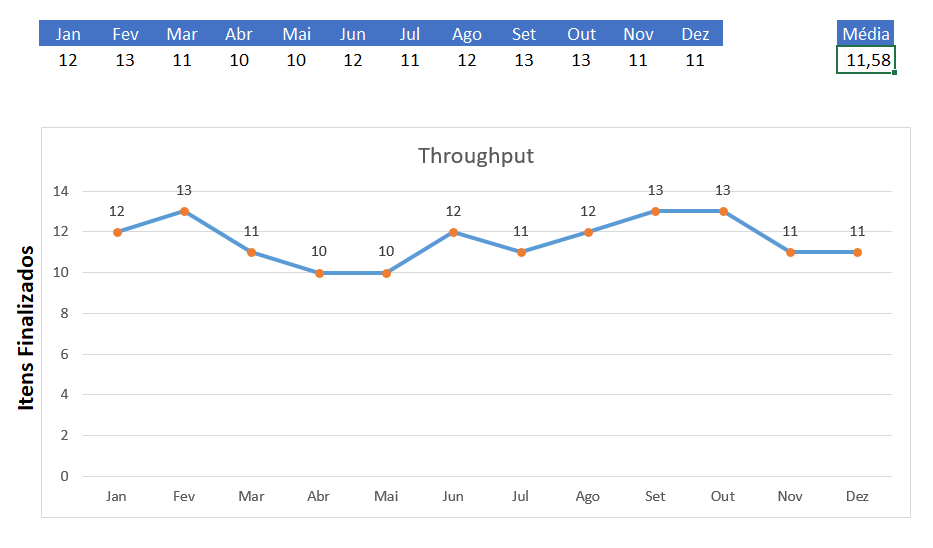 Jan Fev Mar Abr Mai Jun Jul Ago Set Out Nov Dez Média
12 13 11 10 10 12 11 12 13 13 11 11 11,58
Throughput
14
12
10
8
6
4
2
0
Itens Finalizados
12 13 11 10 10 12 11 12 13 13 11 11
Jan Fev Mar Abr Mai Jun Jul Ago Set Out Nov Dez